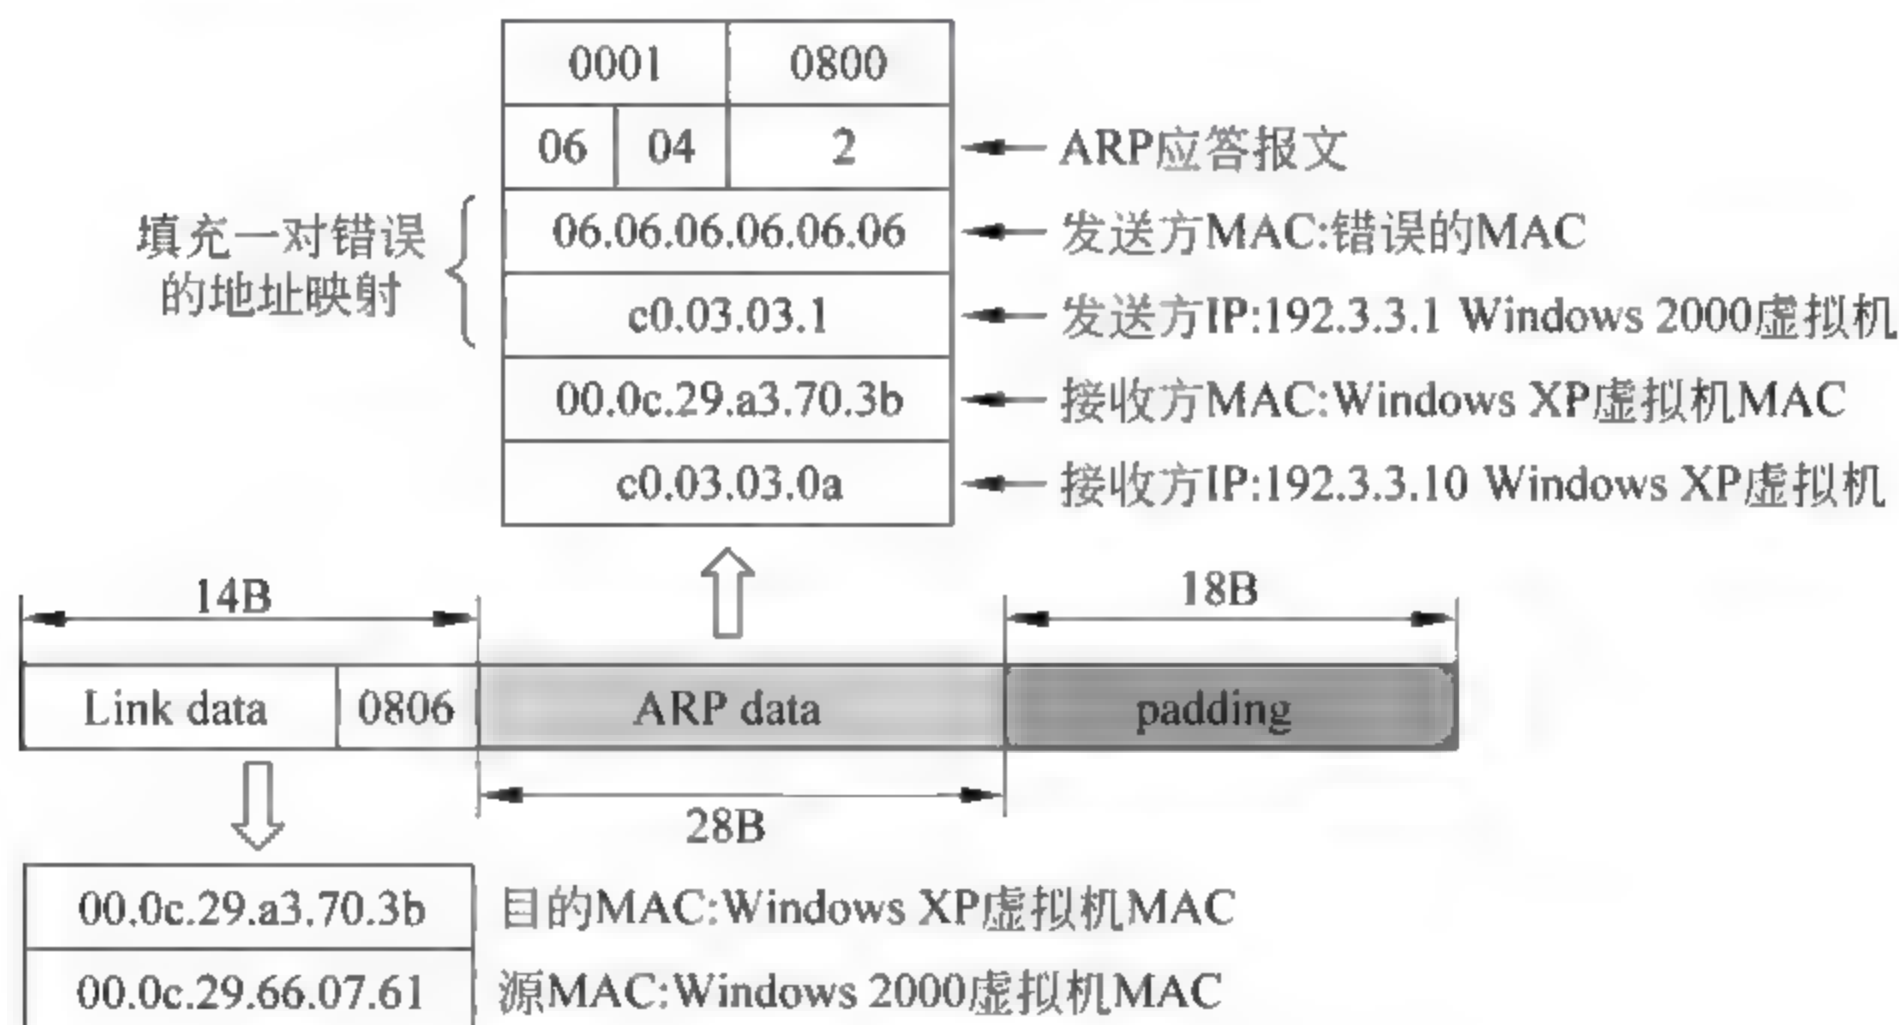 0001 0800
06 04 2 ARP应答报文
填充一对错误
的地址映射
06.06.06.06.06.06 发送方MAC:错误的MAC
c0.03.03.1 发送方IP:192.3.3.1 Windows 2000虚拟机
00.0c.29.a3.70.3b 接收方MAC:Windows XP虚拟机MAC
c0.03.03.0a 接收方IP:192.3.3.10 Windows XP虚拟机
14B 18B
Link data 0806 ARP data padding
28B
00.0c.29.a3.70.3b 目的MAC:Windows XP虚拟机MAC
00.0c.29.66.07.61 源MAC:Windows 2000虚拟机MAC